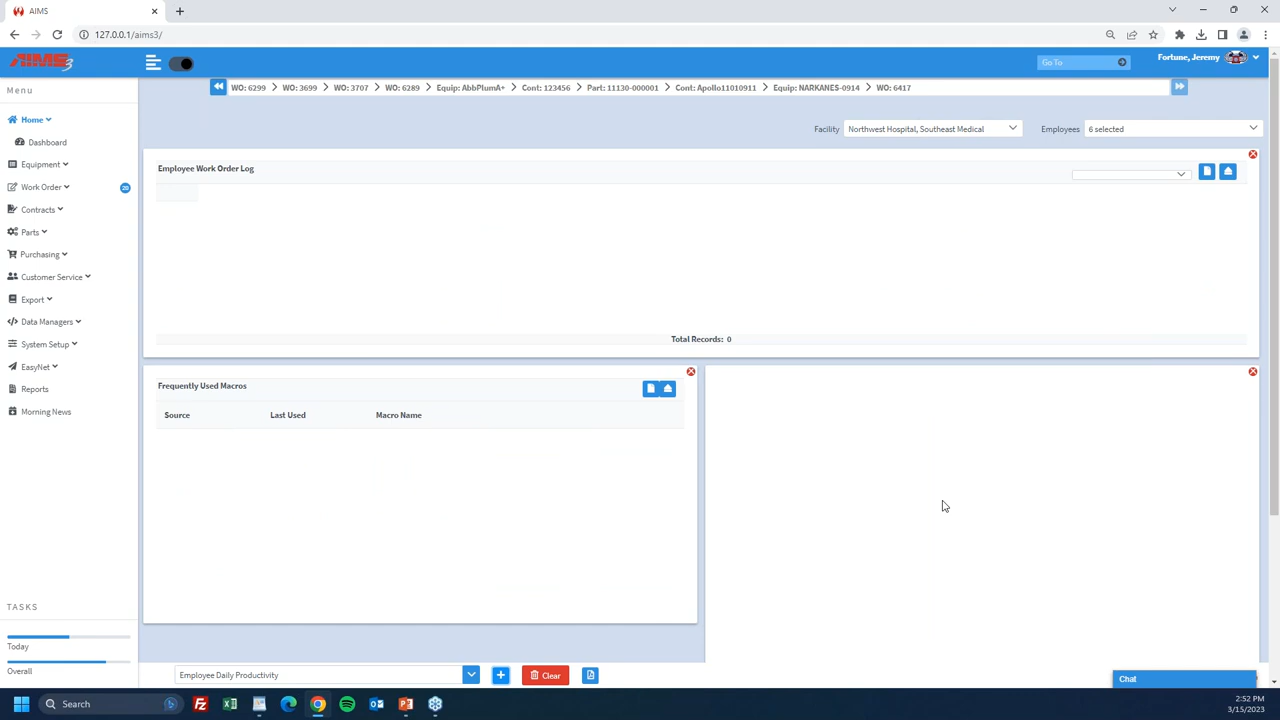 AIMS
127.0.0.1/aims3/
AIMS 3
Go To
Fortune, Jeremy
Menu
WO: 6299 > WO: 3699 > WO: 3707 > WO: 6289 > Equip: AbbPlumA+ > Cont: 123456 > Part: 11130-000001 > Cont: Apollo11010911 > Equip: NARKANES-0914 > WO: 6417
Home
Dashboard
Equipment
Work Order
20
Contracts
Parts
Purchasing
Customer Service
Export
Data Managers
System Setup
EasyNet
Reports
Morning News
Facility
Northwest Hospital, Southeast Medical
Employees
6 selected
Employee Work Order Log
Total Records: 0
Frequently Used Macros
Source Last Used Macro Name
TASKS
Today
Overall
Employee Daily Productivity
Clear
Chat
Search
2:52 PM
3/15/2023